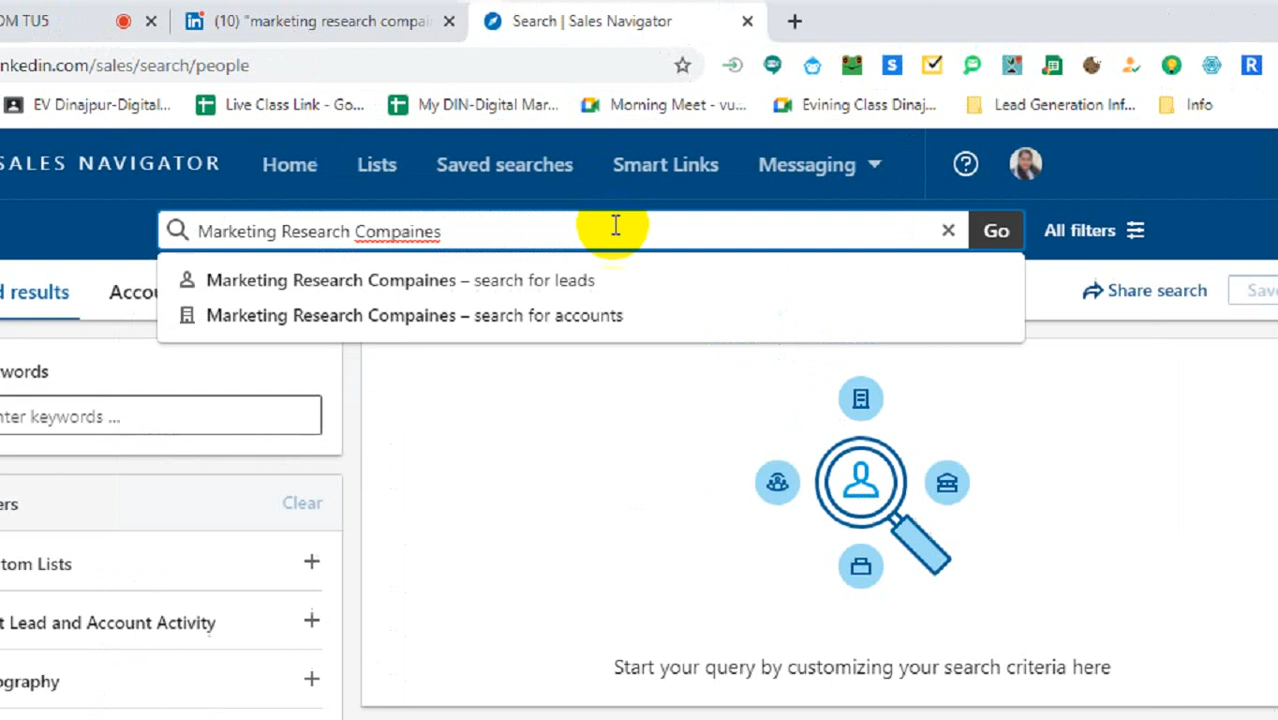 OM TU5
(10) "marketing research compai
Search | Sales Navigator
nkedin.com/sales/search/people
EV Dinajpur-Digital...
Live Class Link - Go...
My DIN-Digital Mar...
Morning Meet - vu...
Evining Class Dinaj...
Lead Generation Inf...
Info
SALES NAVIGATOR
Home
Lists
Saved searches
Smart Links
Messaging
Marketing Research Compaines
Go
All filters
Marketing Research Compaines – search for leads
Marketing Research Compaines – search for accounts
d results
Accou
Share search
Save
words
nter keywords ...
ers
Clear
tom Lists
t Lead and Account Activity
ography
Start your query by customizing your search criteria here